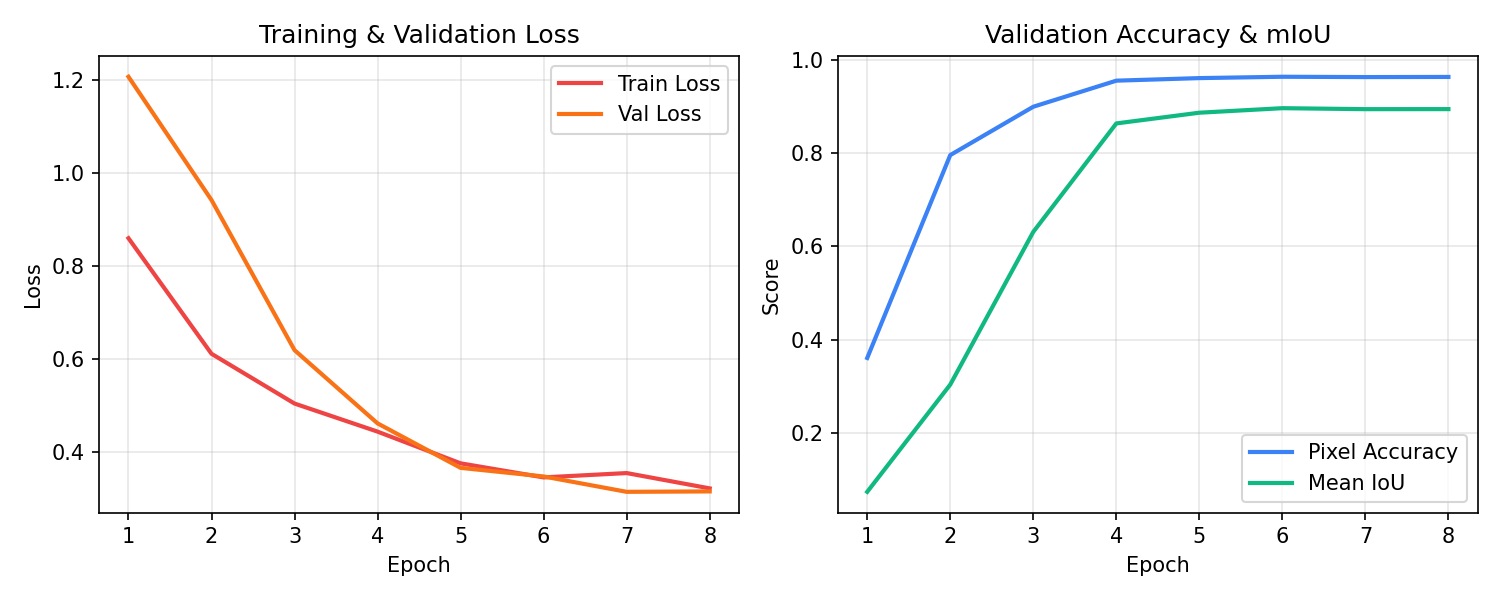 Training & Validation Loss
Train Loss
Val Loss
1.2
1.0
0.8
0.6
0.4
Loss
1 2 3 4 5 6 7 8
Epoch
Validation Accuracy & mIoU
1.0
0.8
0.6
0.4
0.2
Score
Pixel Accuracy
Mean IoU
1 2 3 4 5 6 7 8
Epoch